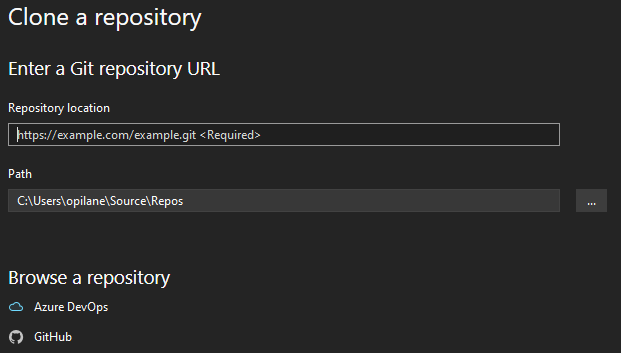 Clone a repository
Enter a Git repository URL
Repository location
https://example.com/example.git <Required>
Path
C:\Users\opilane\Source\Repos
...
Browse a repository
Azure DevOps
GitHub